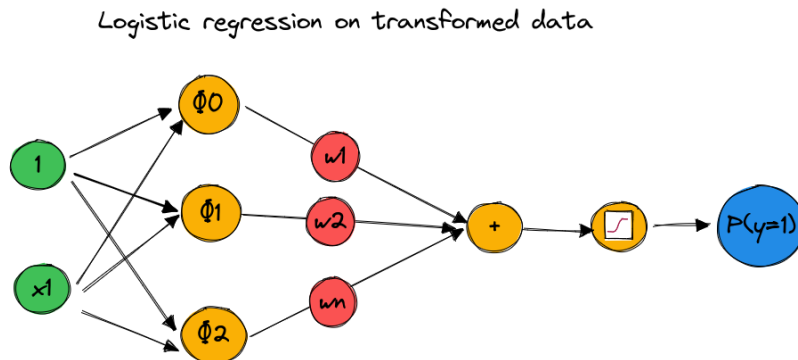 Logistic regression on transformed data
Φ0
w1
1
Φ1
w2
+
P(y=1)
x1
wn
Φ2